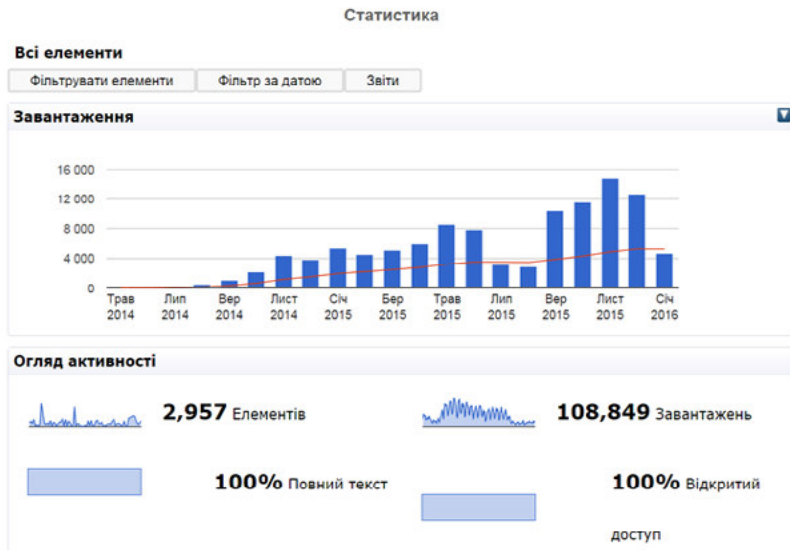 Статистика
Всі елементи
Фільтрувати елементи Фільтр за датою Звіти
Завантаження
16 000
12 000
8 000
4 000
0
Трав Лип Вер Лист Січ Бер Трав Лип Вер Лист Січ
2014 2014 2014 2014 2015 2015 2015 2015 2015 2015 2016
Огляд активності
2,957 Елементів 108,849 Завантажень
100% Повний текст 100% Відкритий
доступ